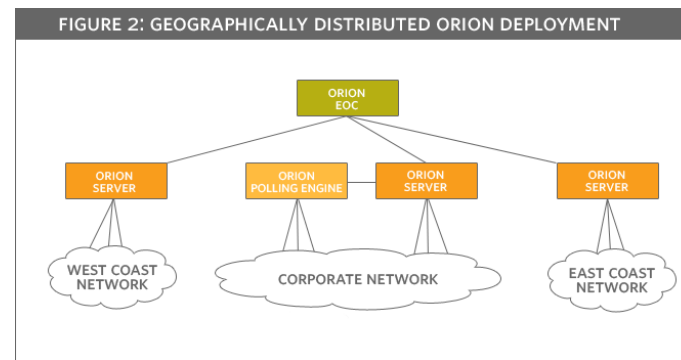 FIGURE 2: GEOGRAPHICALLY DISTRIBUTED ORION DEPLOYMENT
ORION
EOC
ORION
SERVER
ORION
POLLING ENGINE
ORION
SERVER
ORION
SERVER
WEST COAST
NETWORK
CORPORATE NETWORK
EAST COAST
NETWORK